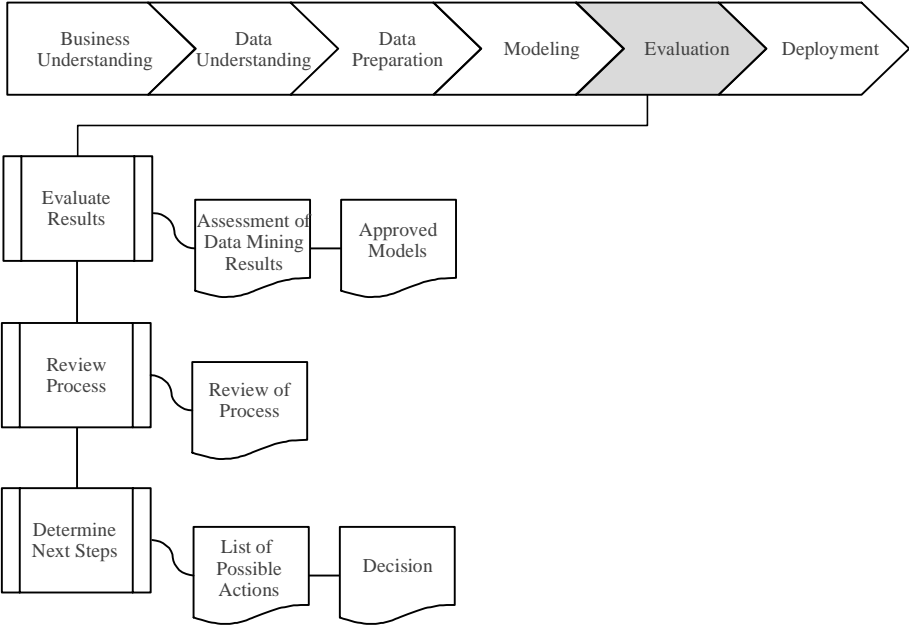 Business
Understanding
Data
Understanding
Data
Preparation
Modeling
Evaluation
Deployment
Evaluate
Results
Assessment of
Data Mining
Results
Approved
Models
Review
Process
Review of
Process
Determine
Next Steps
List of
Possible
Actions
Decision